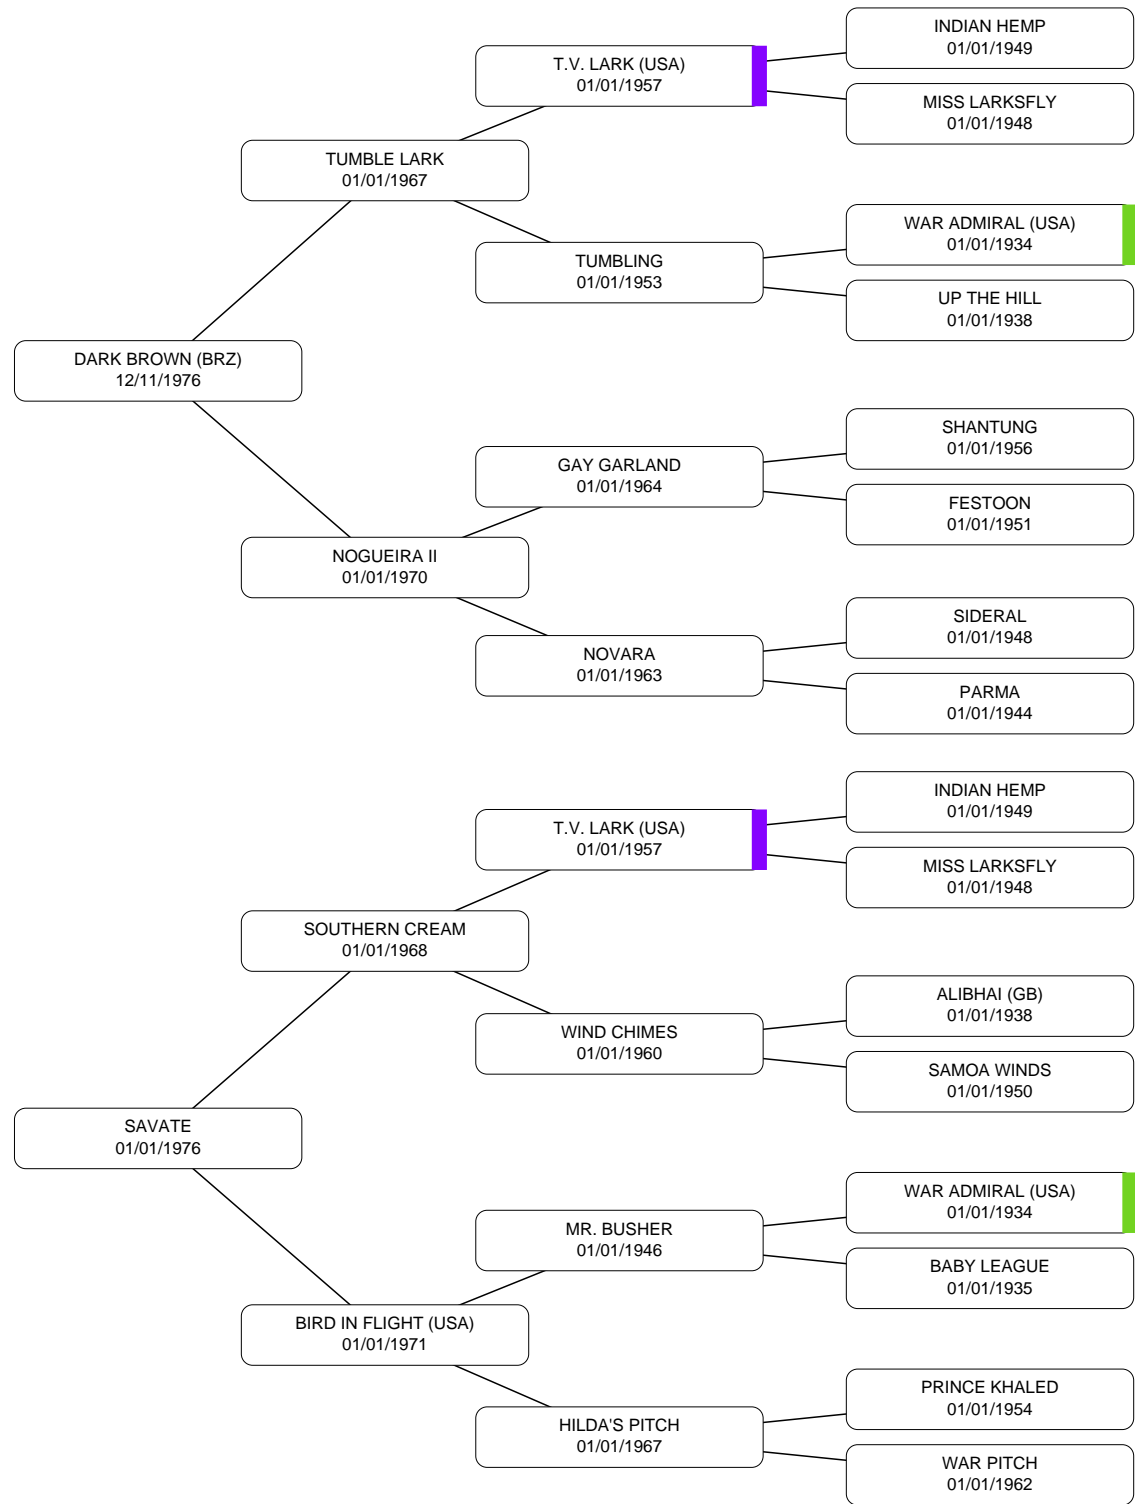 INDIAN HEMP
01/01/1949
T.V. LARK (USA)
01/01/1957
MISS LARKSFLY
01/01/1948
TUMBLE LARK
01/01/1967
WAR ADMIRAL (USA)
01/01/1934
TUMBLING
01/01/1953
UP THE HILL
01/01/1938
DARK BROWN (BRZ)
12/11/1976
SHANTUNG
01/01/1956
GAY GARLAND
01/01/1964
FESTOON
01/01/1951
NOGUEIRA II
01/01/1970
SIDERAL
01/01/1948
NOVARA
01/01/1963
PARMA
01/01/1944
INDIAN HEMP
01/01/1949
T.V. LARK (USA)
01/01/1957
MISS LARKSFLY
01/01/1948
SOUTHERN CREAM
01/01/1968
ALIBHAI (GB)
01/01/1938
WIND CHIMES
01/01/1960
SAMOA WINDS
01/01/1950
SAVATE
01/01/1976
WAR ADMIRAL (USA)
01/01/1934
MR. BUSHER
01/01/1946
BABY LEAGUE
01/01/1935
BIRD IN FLIGHT (USA)
01/01/1971
PRINCE KHALED
01/01/1954
HILDA'S PITCH
01/01/1967
WAR PITCH
01/01/1962